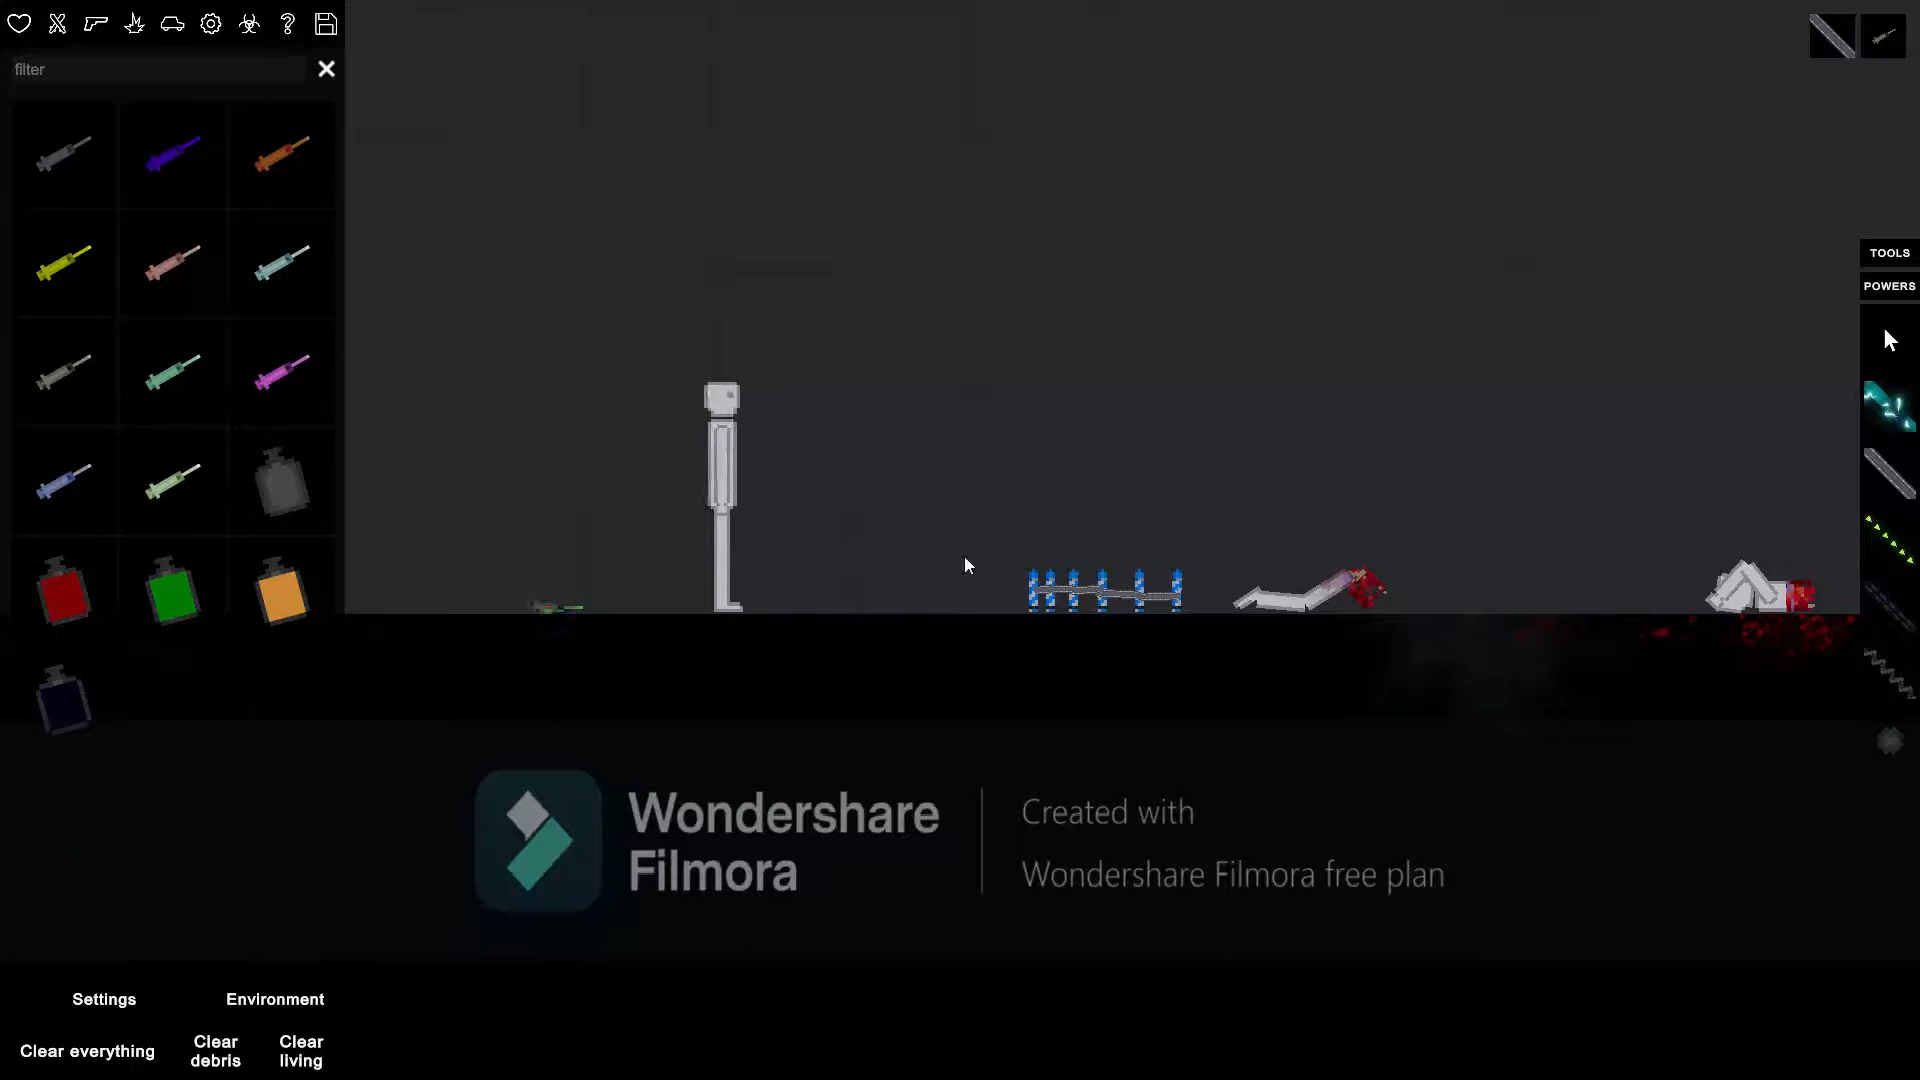 filter
TOOLS
POWERS
Wondershare
Filmora
Created with
Wondershare Filmora free plan
Settings
Environment
Clear everything
Clear
debris
Clear
living